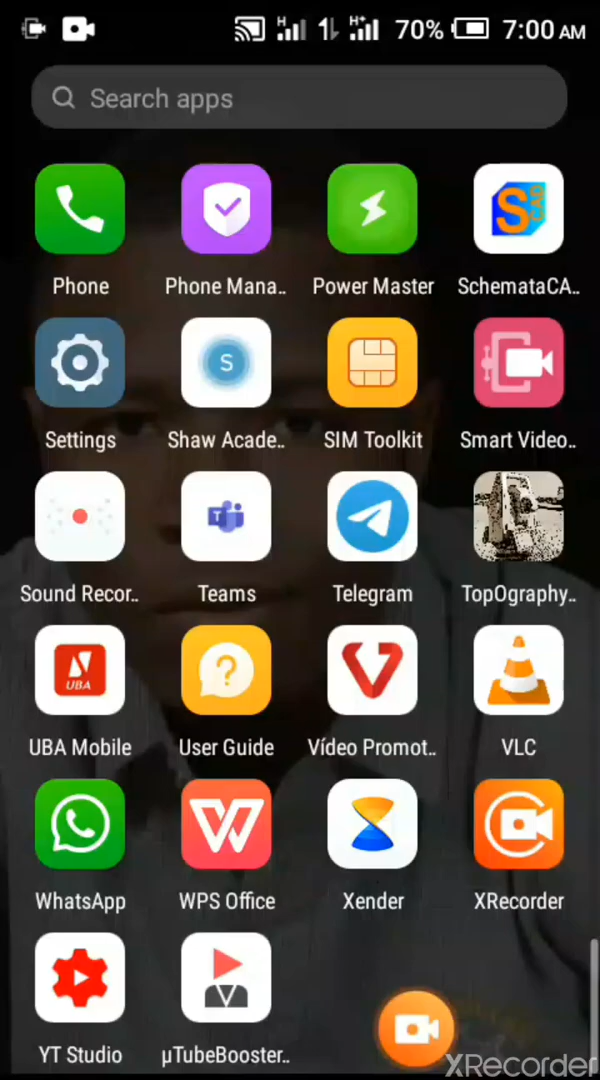 H H+ 70% 7:00 AM
Search apps
S CAD
Phone Phone Mana.. Power Master SchemataCA..
S
Settings Shaw Acade.. SIM Toolkit Smart Video..
Sound Recor.. Teams Telegram TopOgraphy..
UBA ?
UBA Mobile User Guide Vídeo Promot.. VLC
W
WhatsApp WPS Office Xender XRecorder
YT Studio µTubeBooster..
XRecorder